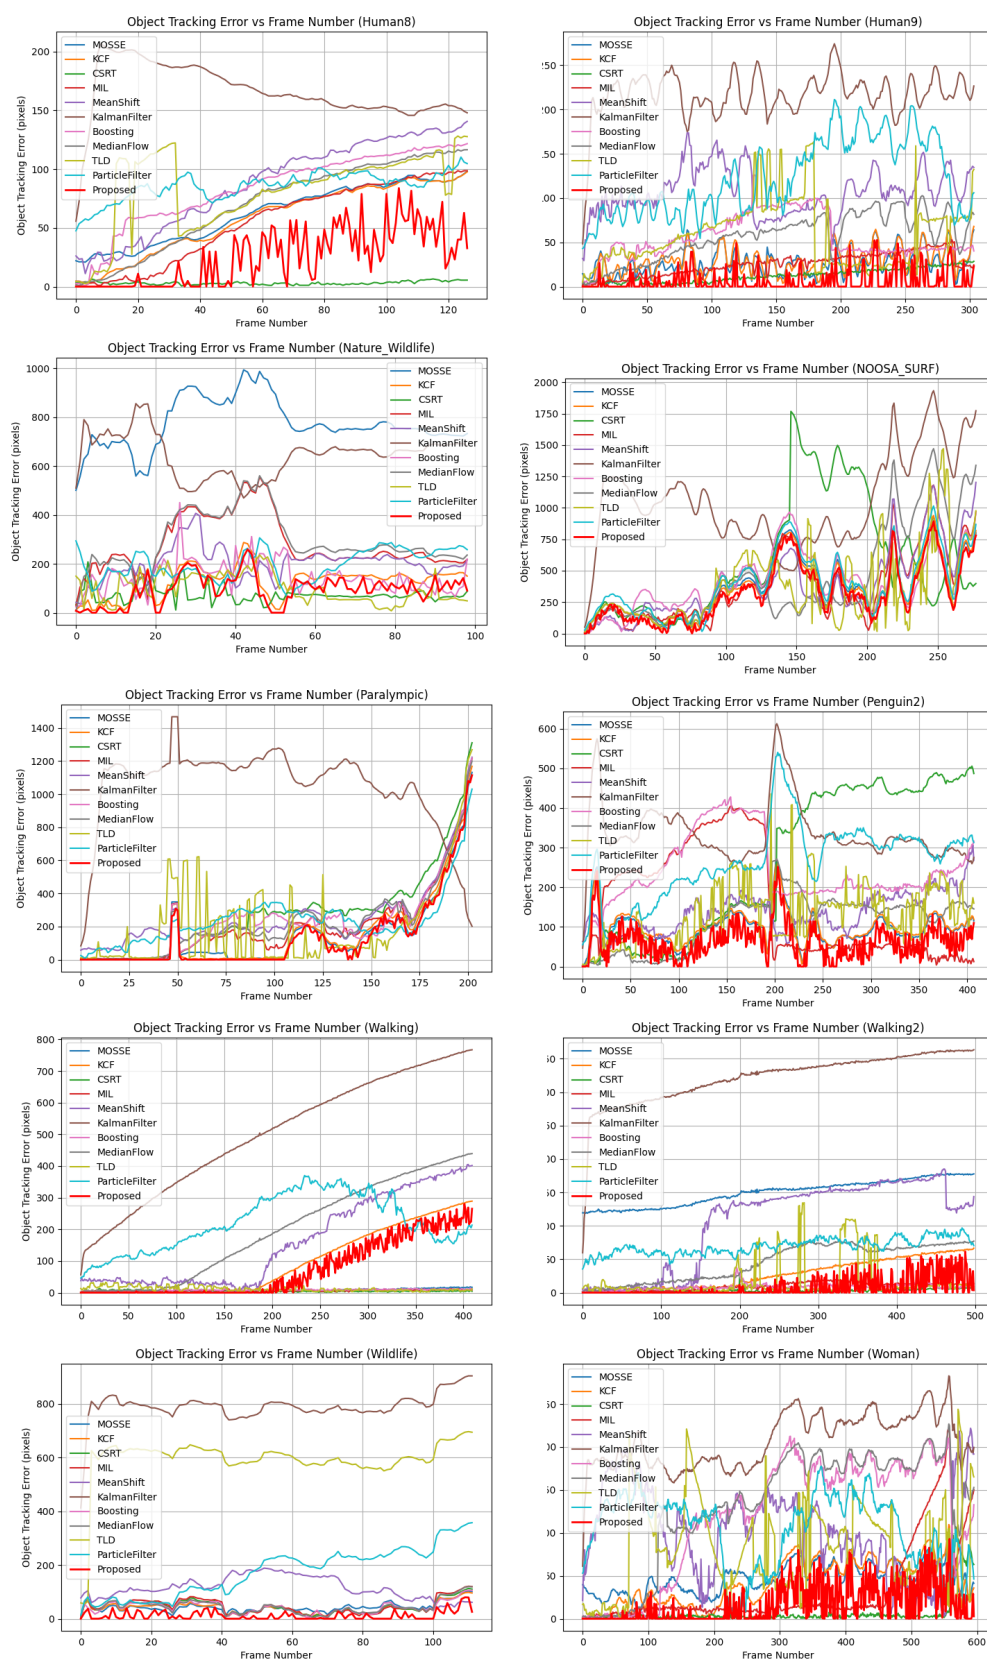 Object Tracking Error vs Frame Number (Human8)
Object Tracking Error (pixels)
200
150
100
50
0
MOSSE
KCF
CSRT
MIL
MeanShift
KalmanFilter
Boosting
MedianFlow
TLD
ParticleFilter
Proposed
0 20 40 60 80 100 120
Frame Number
Object Tracking Error vs Frame Number (Human9)
50
0
MOSSE
KCF
CSRT
MIL
MeanShift
KalmanFilter
Boosting
MedianFlow
TLD
ParticleFilter
Proposed
0 50 100 150 200 250 300
Frame Number
Object Tracking Error vs Frame Number (Nature_Wildlife)
Object Tracking Error (pixels)
1000
800
600
400
200
0
MOSSE
KCF
CSRT
MIL
MeanShift
KalmanFilter
Boosting
MedianFlow
TLD
ParticleFilter
Proposed
0 20 40 60 80 100
Frame Number
Object Tracking Error vs Frame Number (NOOSA_SURF)
Object Tracking Error (pixels)
2000
1750
1500
1250
1000
750
500
250
0
MOSSE
KCF
CSRT
MIL
MeanShift
KalmanFilter
Boosting
MedianFlow
TLD
ParticleFilter
Proposed
0 50 100 150 200 250
Frame Number
Object Tracking Error vs Frame Number (Paralympic)
Object Tracking Error (pixels)
1400
1200
1000
800
600
400
200
0
MOSSE
KCF
CSRT
MIL
MeanShift
KalmanFilter
Boosting
MedianFlow
TLD
ParticleFilter
Proposed
0 25 50 75 100 125 150 175 200
Frame Number
Object Tracking Error vs Frame Number (Penguin2)
Object Tracking Error (pixels)
600
500
400
300
200
100
0
MOSSE
KCF
CSRT
MIL
MeanShift
KalmanFilter
Boosting
MedianFlow
TLD
ParticleFilter
Proposed
0 50 100 150 200 250 300 350 400
Frame Number
Object Tracking Error vs Frame Number (Walking)
Object Tracking Error (pixels)
800
700
600
500
400
300
200
100
0
MOSSE
KCF
CSRT
MIL
MeanShift
KalmanFilter
Boosting
MedianFlow
TLD
ParticleFilter
Proposed
0 50 100 150 200 250 300 350 400
Frame Number
Object Tracking Error vs Frame Number (Walking2)
50
0
MOSSE
KCF
CSRT
MIL
MeanShift
KalmanFilter
Boosting
MedianFlow
TLD
ParticleFilter
Proposed
0 100 200 300 400 500
Frame Number
Object Tracking Error vs Frame Number (Wildlife)
Object Tracking Error (pixels)
800
600
400
200
0
MOSSE
KCF
CSRT
MIL
MeanShift
KalmanFilter
Boosting
MedianFlow
TLD
ParticleFilter
Proposed
0 20 40 60 80 100
Frame Number
Object Tracking Error vs Frame Number (Woman)
50
0
MOSSE
KCF
CSRT
MIL
MeanShift
KalmanFilter
Boosting
MedianFlow
TLD
ParticleFilter
Proposed
0 100 200 300 400 500 600
Frame Number